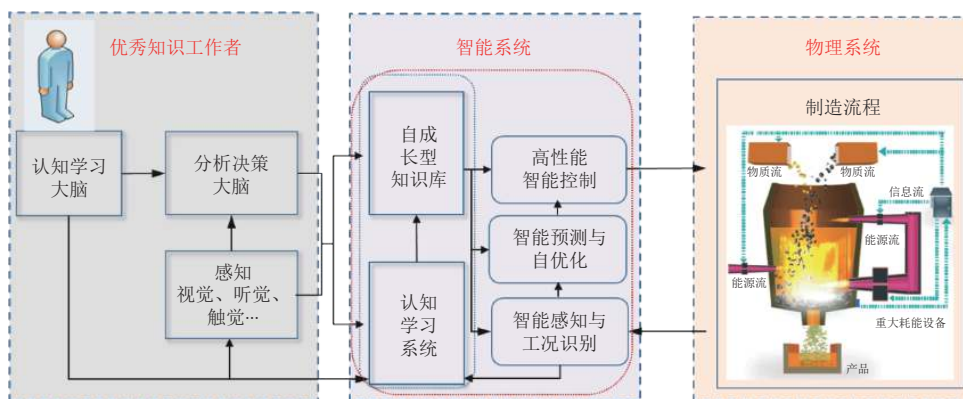 优秀知识工作者
认知学习
大脑
分析决策
大脑
感知
视觉、听觉、
触觉…
智能系统
自成
长型
知识库
认知
学习
系统
高性能
智能控制
智能预测与
自优化
智能感知与
工况识别
物理系统
制造流程
物质流
物质流
信息流
能源流
能源流
重大耗能设备
产品